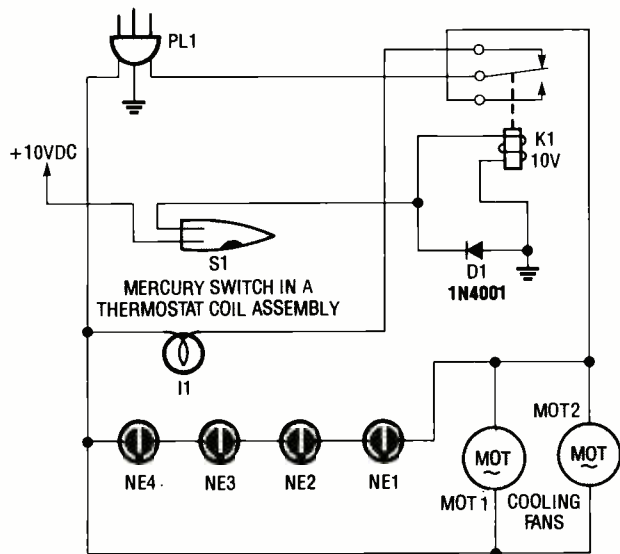 PL1
+10VDC
K1
10V
S1
D1
1N4001
MERCURY SWITCH IN A
THERMOSTAT COIL ASSEMBLY
I1
MOT2
MOT
~
MOT
~
NE4
NE3
NE2
NE1
MOT 1
COOLING
FANS